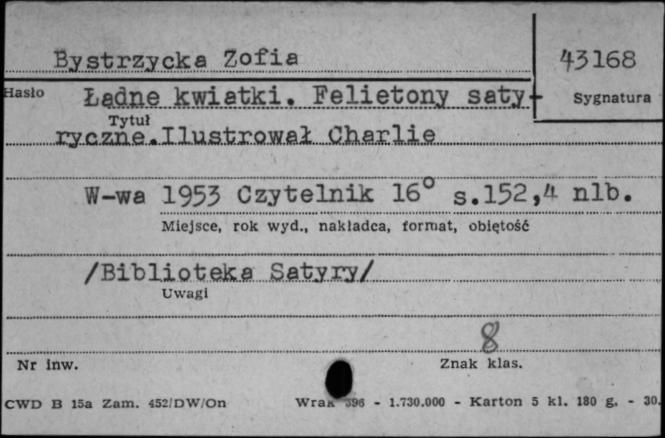 Bystrzycka Zofia
43168
Hasło
Sygnatura
Ładne kwiatki. Felietony saty-
Tytuł
ryczne.Ilustrował Charlie
W-wa 1953 Czytelnik 16° s.152,4 nlb.
Miejsce, rok wyd., nakładca, format, objętość
/Biblioteka Satyry/
Uwagi
8
Nr inw.
Znak klas.
CWD B 15a Zam. 452/DW/On
Wrak 396 - 1.730.000 - Karton 5 kl. 180 g. - 30.